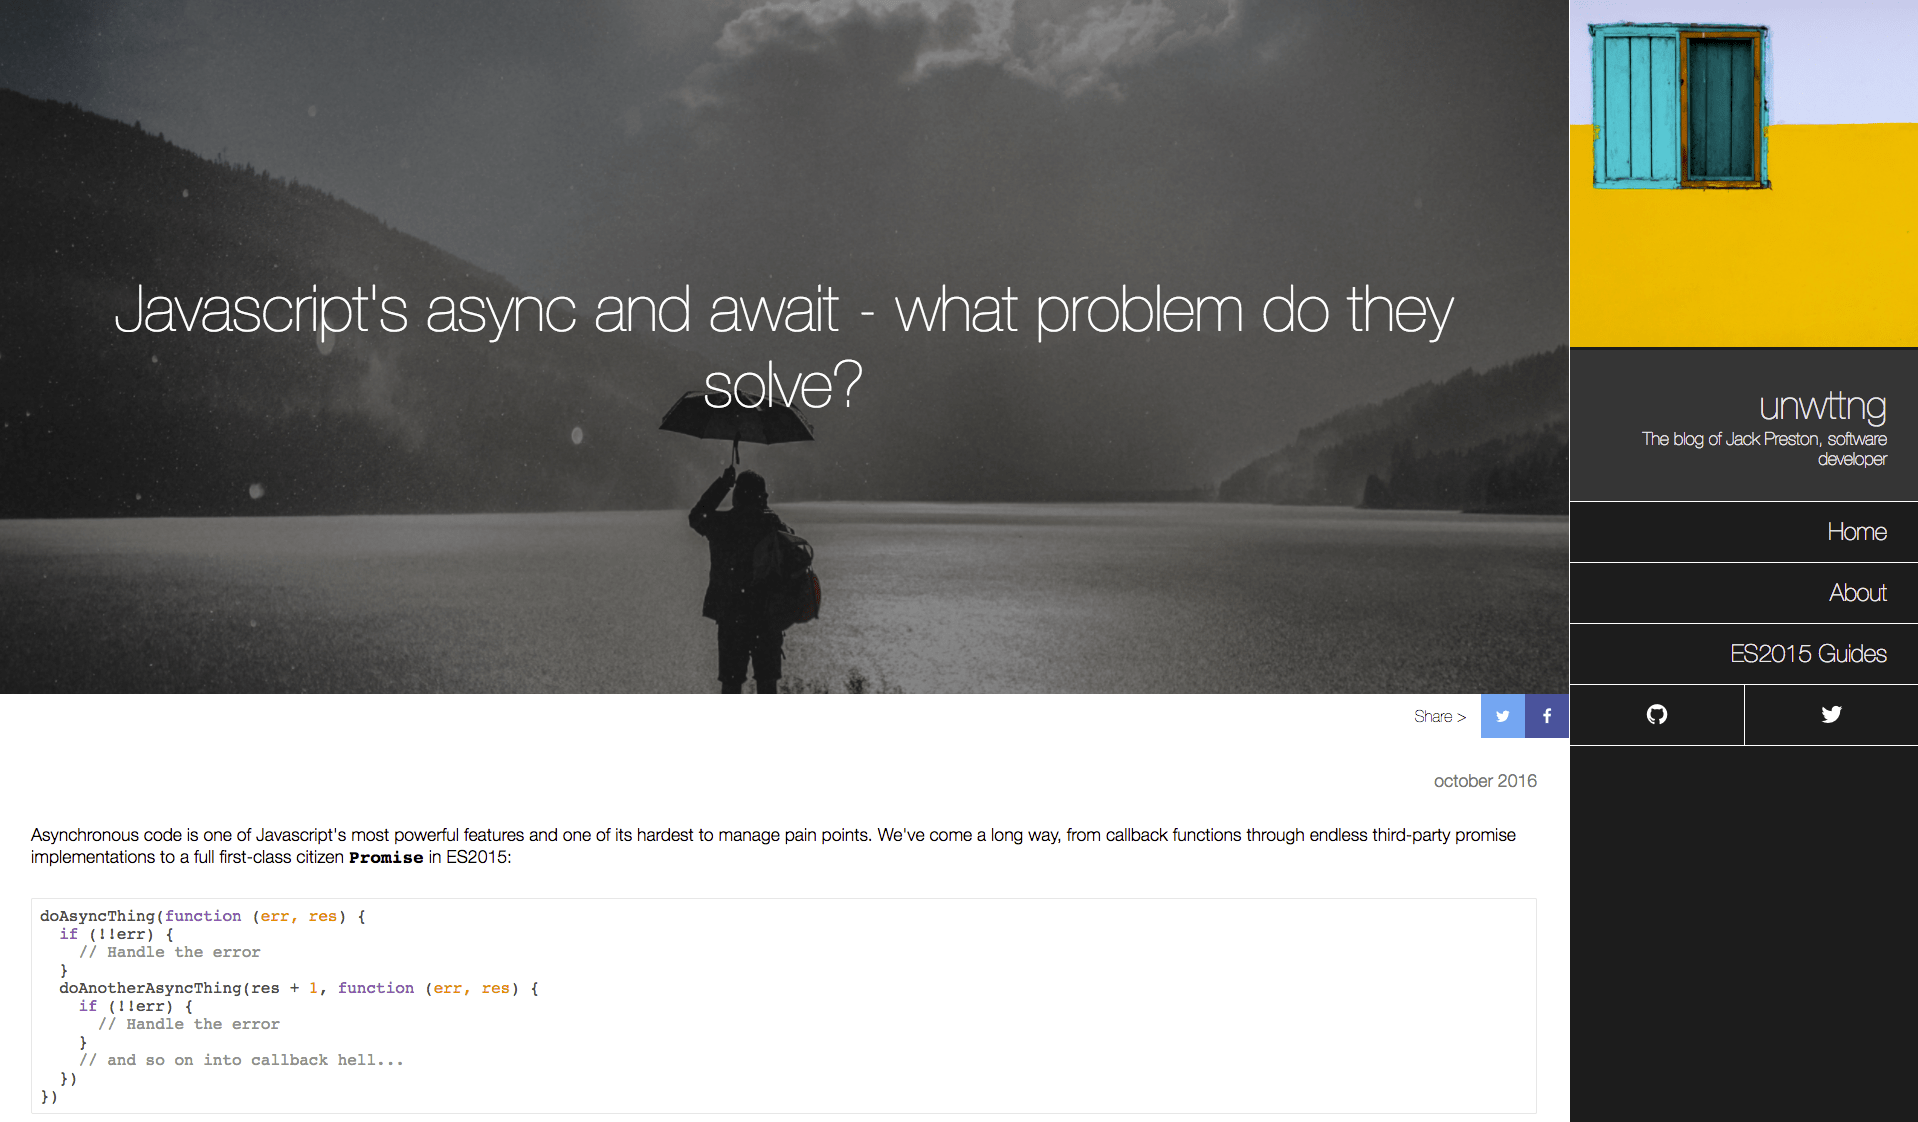 Javascript's async and await - what problem do they
solve?
unwttng
The blog of Jack Preston, software
developer
Home
About
ES2015 Guides
Share >
october 2016
Asynchronous code is one of Javascript's most powerful features and one of its hardest to manage pain points. We've come a long way, from callback functions through endless third-party promise
implementations to a full first-class citizen Promise in ES2015:
doAsyncThing(function (err, res) {
  if (!!err) {
    // Handle the error
  }
  doAnotherAsyncThing(res + 1, function (err, res) {
    if (!!err) {
      // Handle the error
    }
    // and so on into callback hell...
  })
})